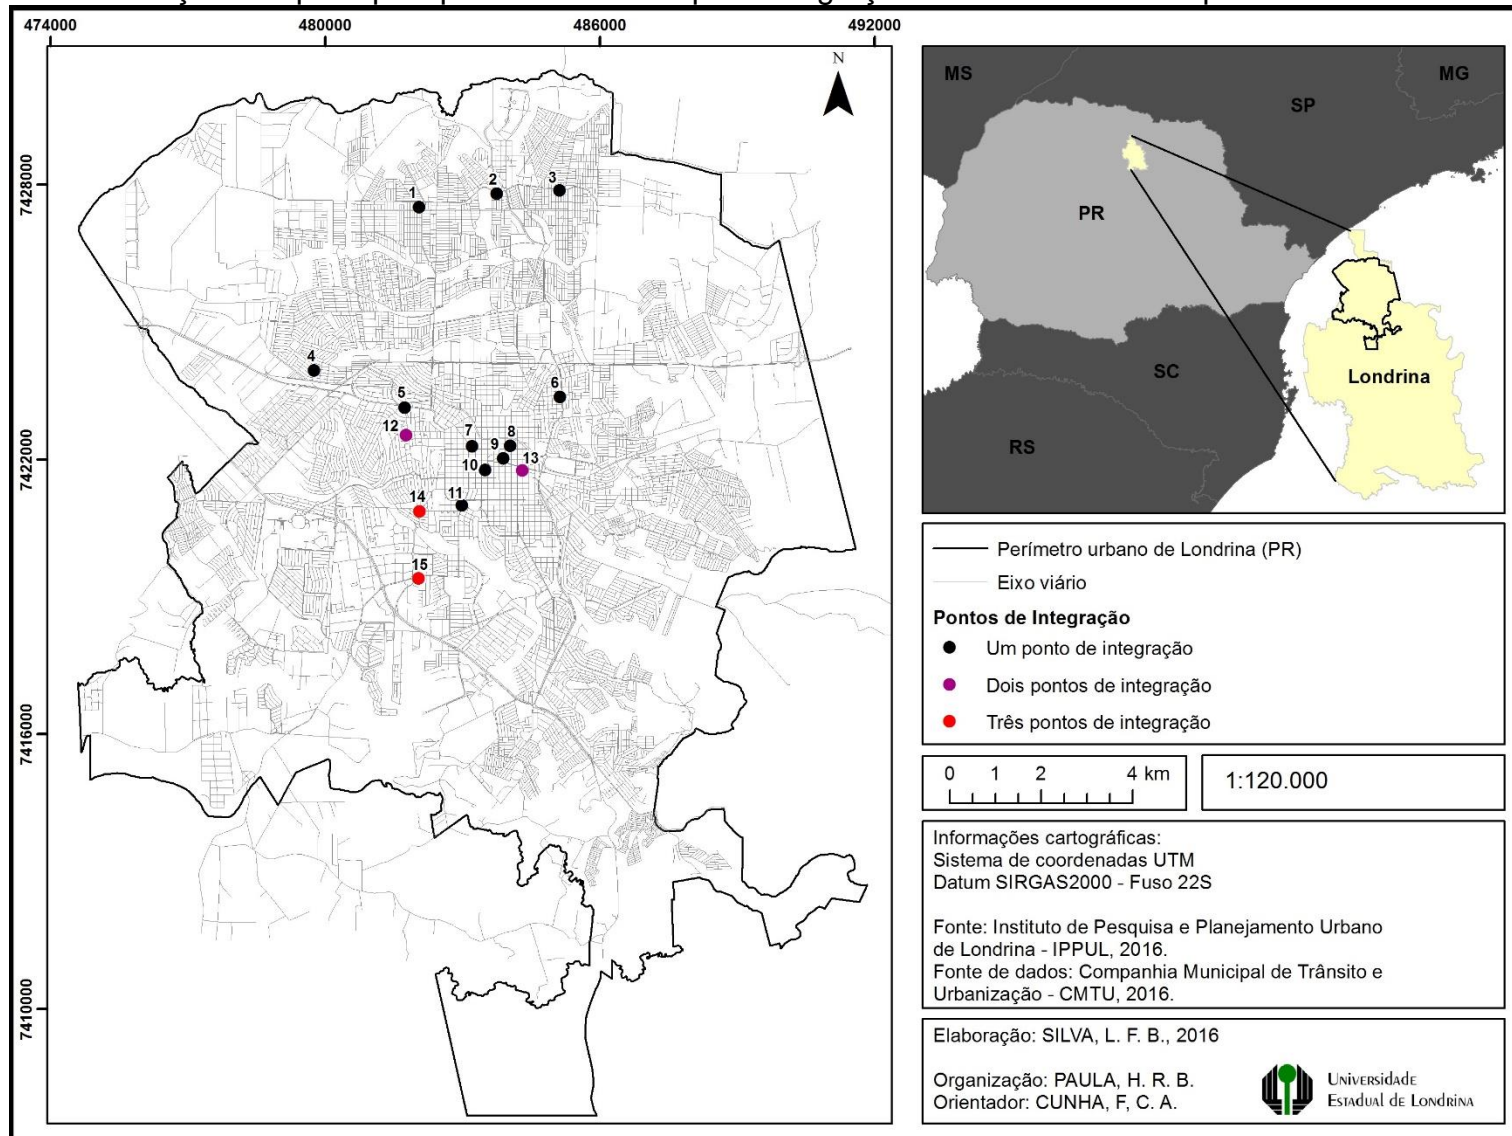 474000 480000 486000 492000
7428000
7422000
7416000
7410000
N
1
2
3
4
5
6
7
8
9
10
11
12
13
14
15
MS
MG
SP
PR
SC
RS
Londrina
Perímetro urbano de Londrina (PR)
Eixo viário
Pontos de Integração
Um ponto de integração
Dois pontos de integração
Três pontos de integração
0 1 2 4 km
1:120.000
Informações cartográficas:
Sistema de coordenadas UTM
Datum SIRGAS2000 - Fuso 22S
Fonte: Instituto de Pesquisa e Planejamento Urbano
de Londrina - IPPUL, 2016.
Fonte de dados: Companhia Municipal de Trânsito e
Urbanização - CMTU, 2016.
Elaboração: SILVA, L. F. B., 2016
Organização: PAULA, H. R. B.
Orientador: CUNHA, F, C. A.
Universidade
Estadual de Londrina